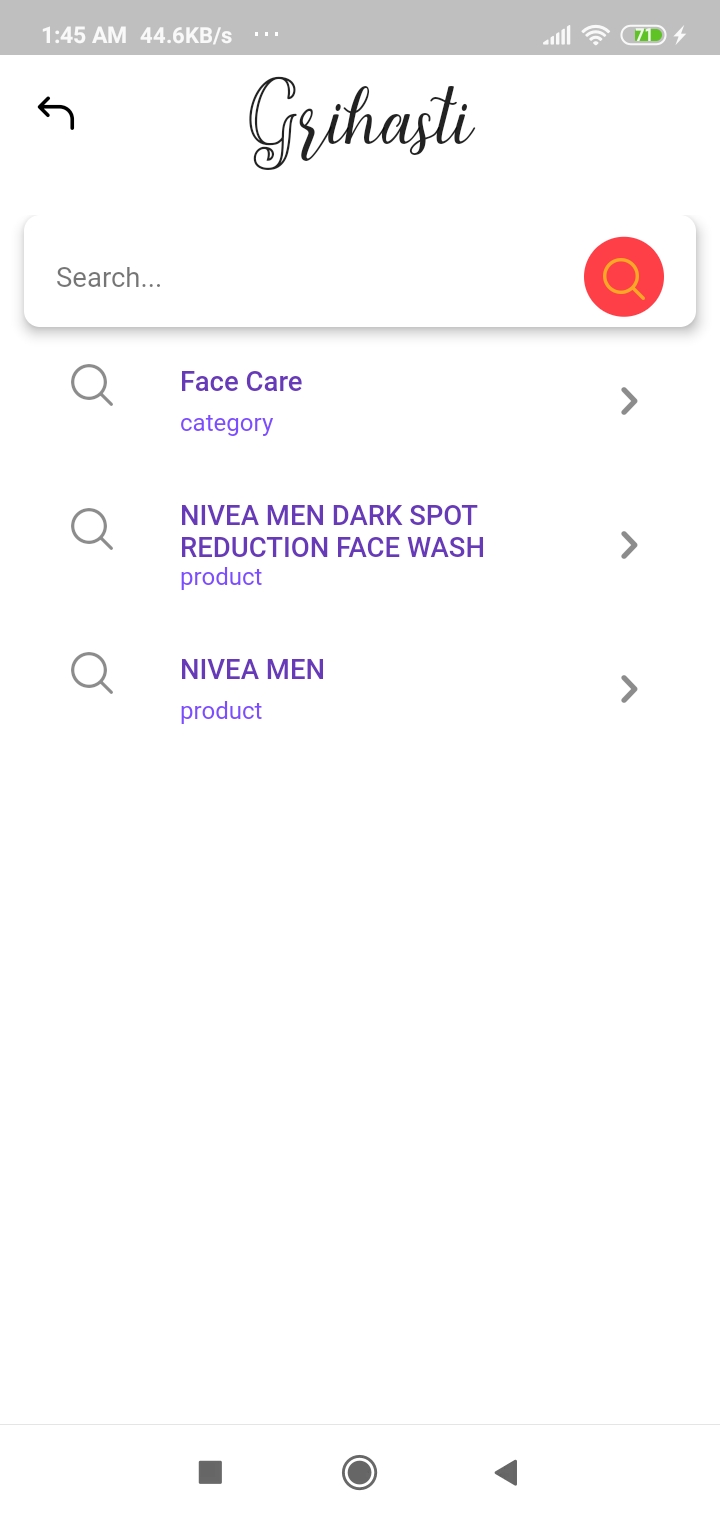 1:45 AM 44.6KB/s ...
71
Grihasti
Search...
Face Care
category
NIVEA MEN DARK SPOT
REDUCTION FACE WASH
product
NIVEA MEN
product